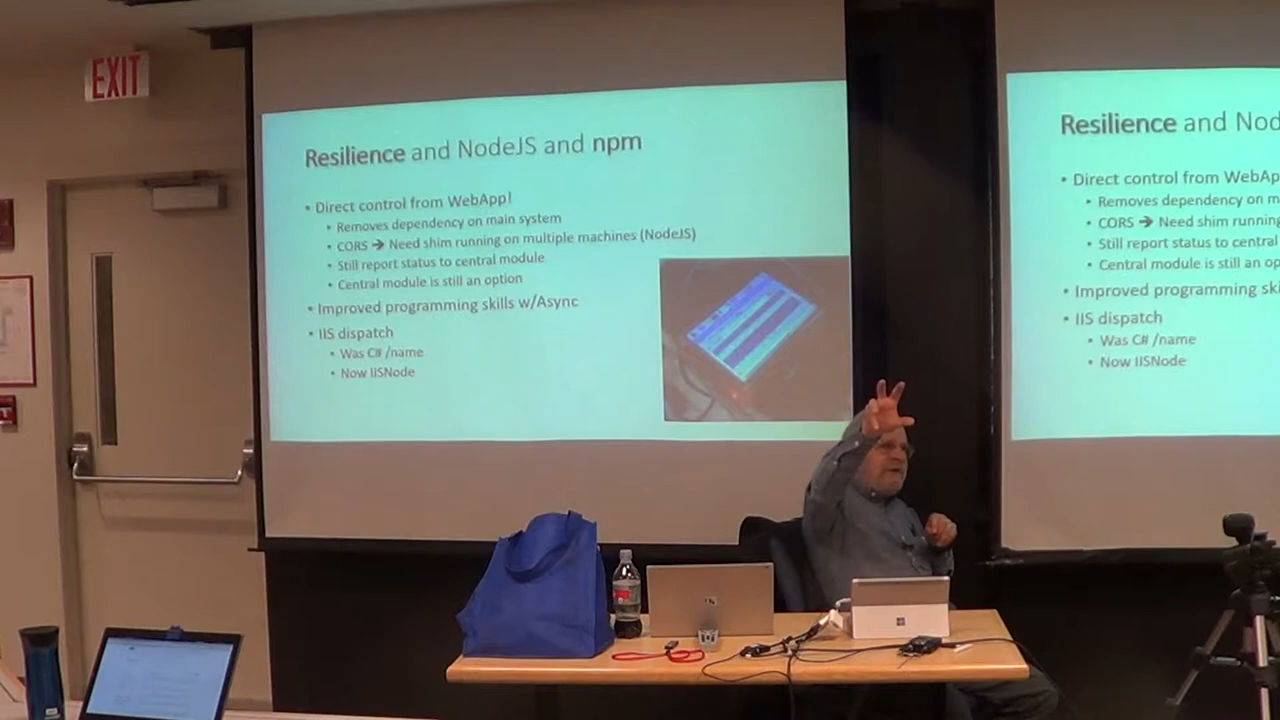 EXIT
Resilience and NodeJS and npm
• Direct control from WebApp!
• Removes dependency on main system
• CORS ➔ Need shim running on multiple machines (NodeJS)
• Still report status to central module
• Central module is still an option
• Improved programming skills w/Async
• IIS dispatch
• Was C# /name
• Now IISNode
Resilience and Nod
• Direct control from WebAp
• Removes dependency on m
• CORS ➔ Need shim running
• Still report status to central
• Central module is still an op
• Improved programming ski
• IIS dispatch
• Was C# /name
• Now IISNode